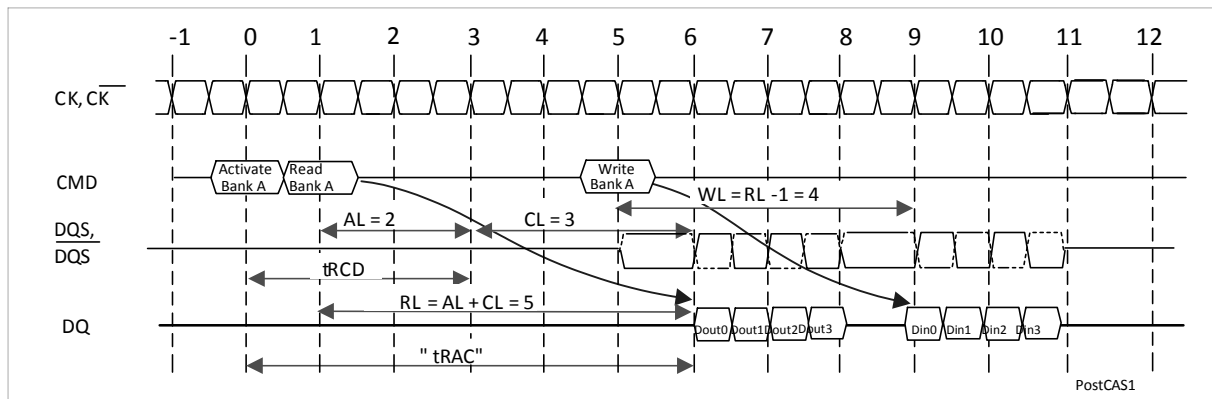 -1 0 1 2 3 4 5 6 7 8 9 10 11 12
CK, C̅K̅
CMD
Activate Bank A
Read Bank A
Write Bank A
WL = RL -1 = 4
AL = 2
CL = 3
DQS,
D̅Q̅S̅
tRCD
RL = AL + CL = 5
DQ
Dout0 Dout1 Dout2 Dout3
Din0 Din1 Din2 Din3
" tRAC"
PostCAS1